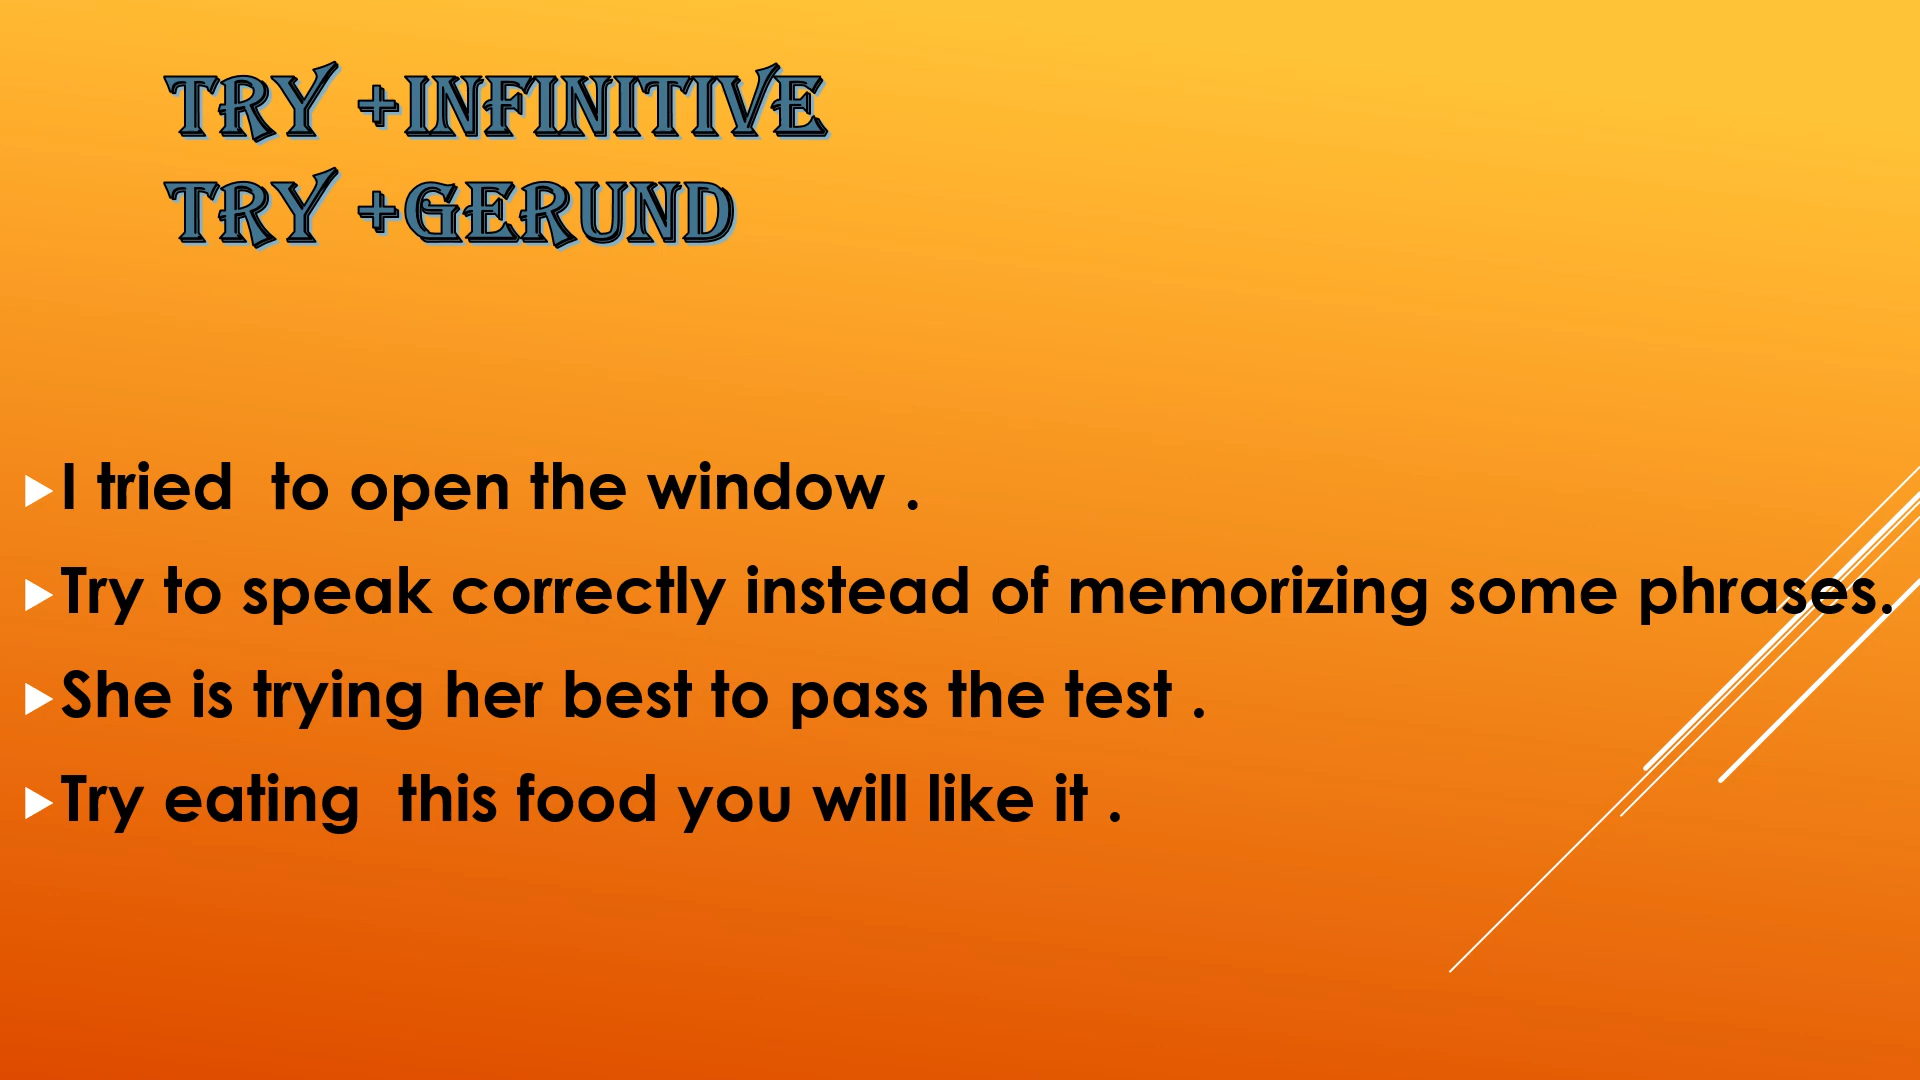 TRY +INFINITIVE
TRY +GERUND
I tried  to open the window .
Try to speak correctly instead of memorizing some phrases.
She is trying her best to pass the test .
Try eating  this food you will like it .